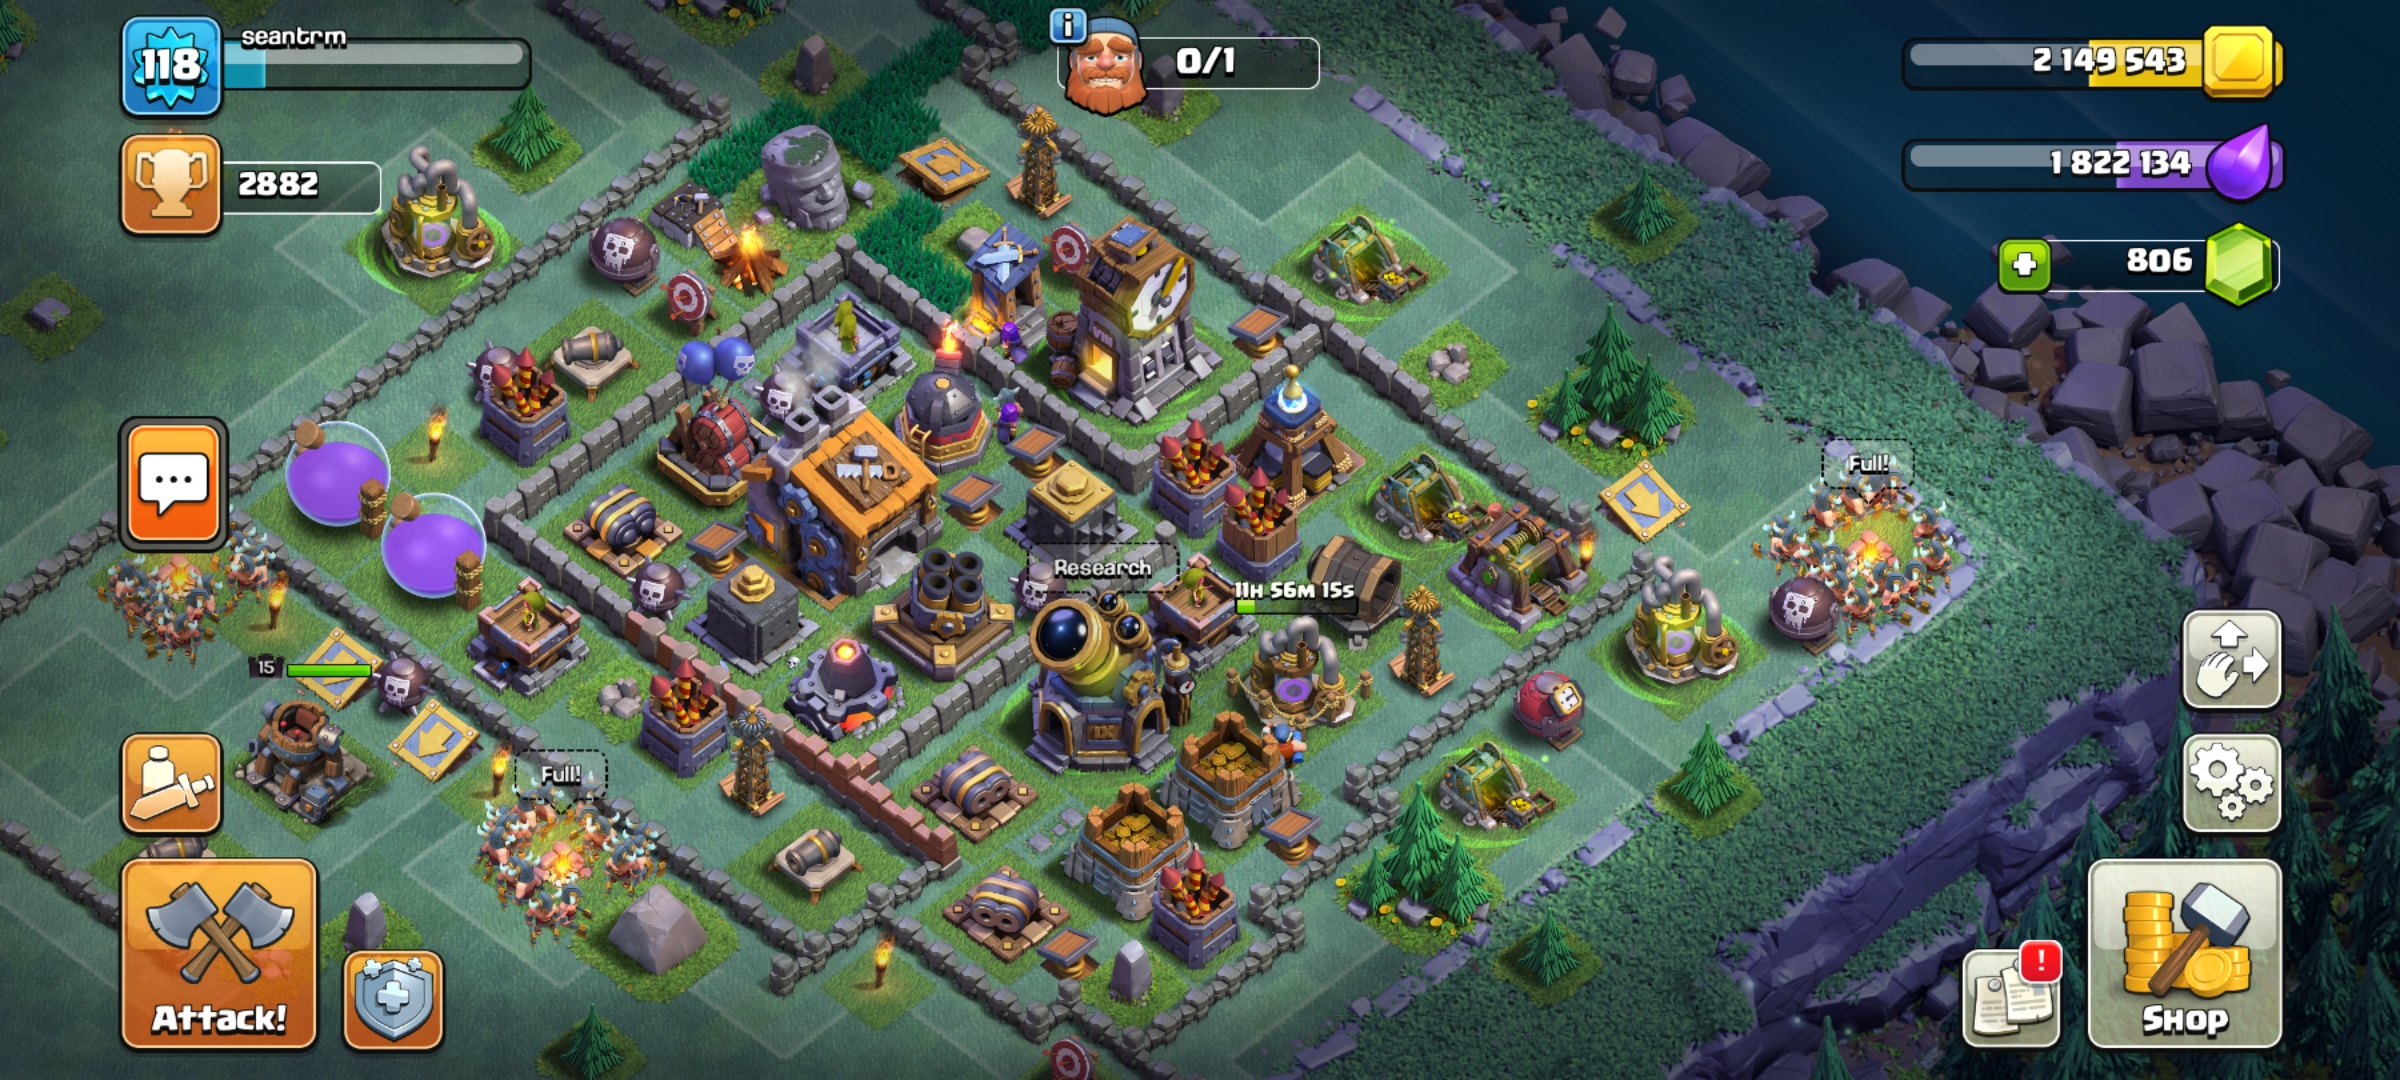 118
seantrm
0/1
2 149 543
2882
1 822 134
806
Full!
Research
11H 56M 15s
15
Full!
Attack!
!
Shop